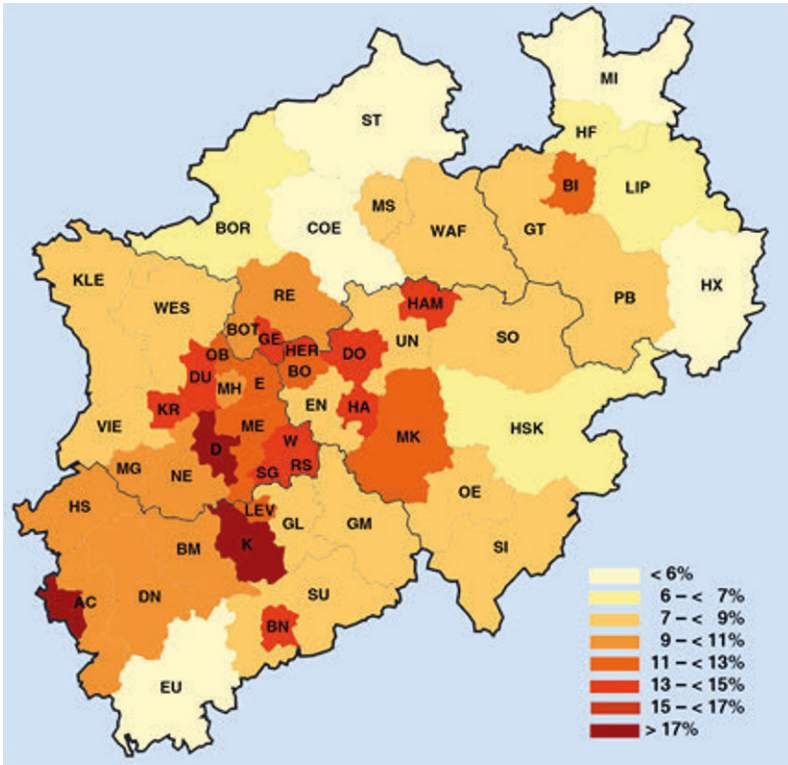 MI
ST
HF
BI
LIP
MS
BOR
COE
WAF
GT
KLE
HX
RE
PB
WES
HAM
BOT
GE
UN
SO
OB
HER
DO
BO
DU
MH
E
KR
EN
HA
VIE
ME
HSK
MK
D
W
MG
NE
SG
RS
OE
HS
LEV
GL
GM
BM
K
SI
AC
DN
SU
BN
EU
< 6%
6 – < 7%
7 – < 9%
9 – < 11%
11 – < 13%
13 – < 15%
15 – < 17%
> 17%